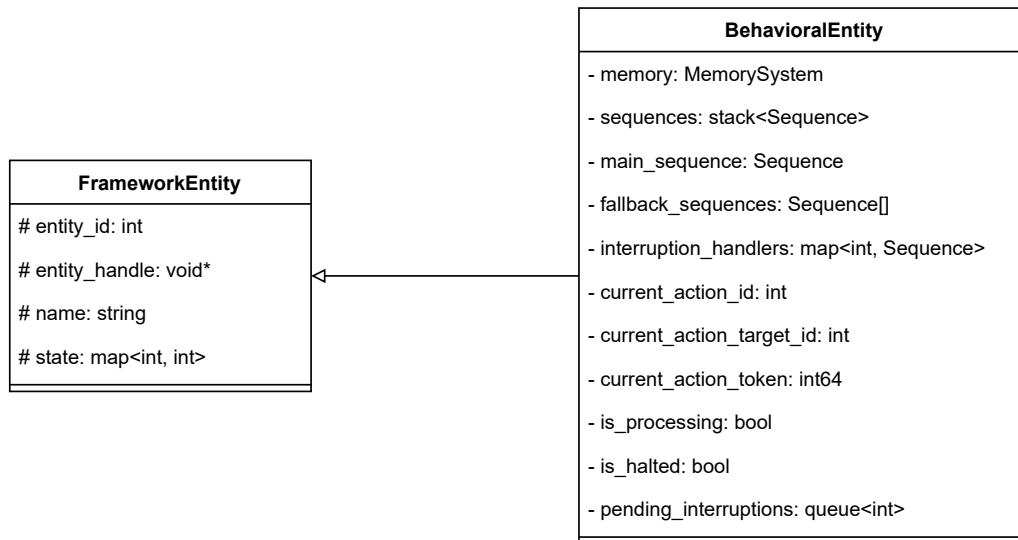 FrameworkEntity
# entity_id: int
# entity_handle: void*
# name: string
# state: map<int, int>
BehavioralEntity
- memory: MemorySystem
- sequences: stack<Sequence>
- main_sequence: Sequence
- fallback_sequences: Sequence[]
- interruption_handlers: map<int, Sequence>
- current_action_id: int
- current_action_target_id: int
- current_action_token: int64
- is_processing: bool
- is_halted: bool
- pending_interruptions: queue<int>